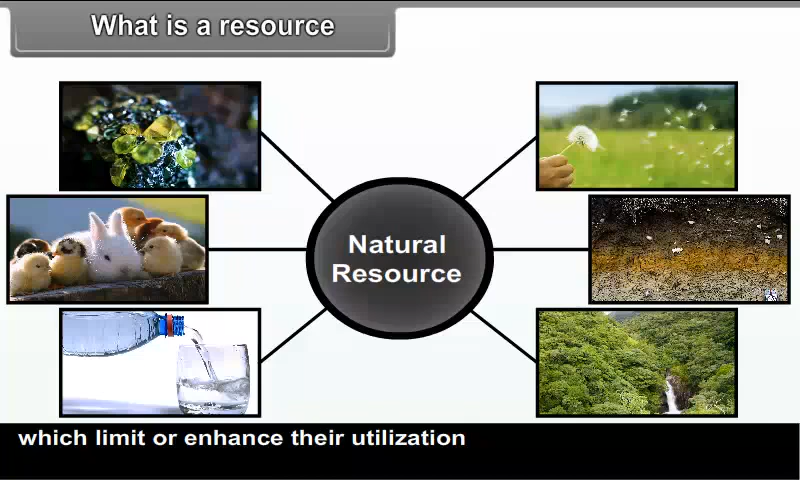 What is a resource
Natural
Resource
which limit or enhance their utilization